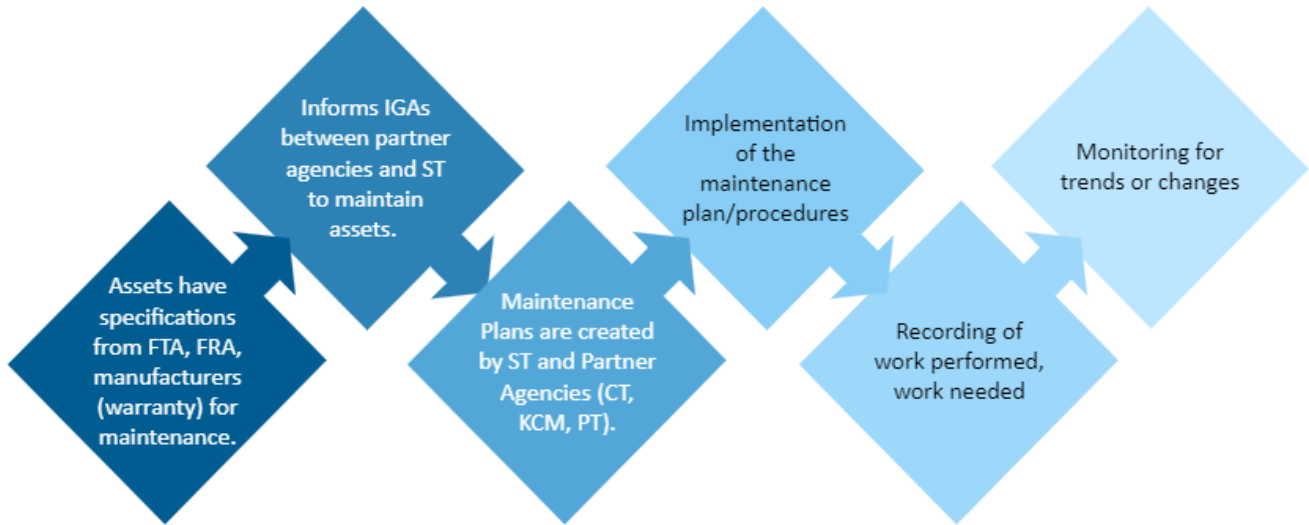 Assets have
specifications
from FTA, FRA,
manufacturers
(warranty) for
maintenance.
Informs IGAs
between partner
agencies and ST
to maintain
assets.
Maintenance
Plans are created
by ST and Partner
Agencies (CT,
KCM, PT).
Implementation
of the
maintenance
plan/procedures
Recording of
work performed,
work needed
Monitoring for
trends or changes